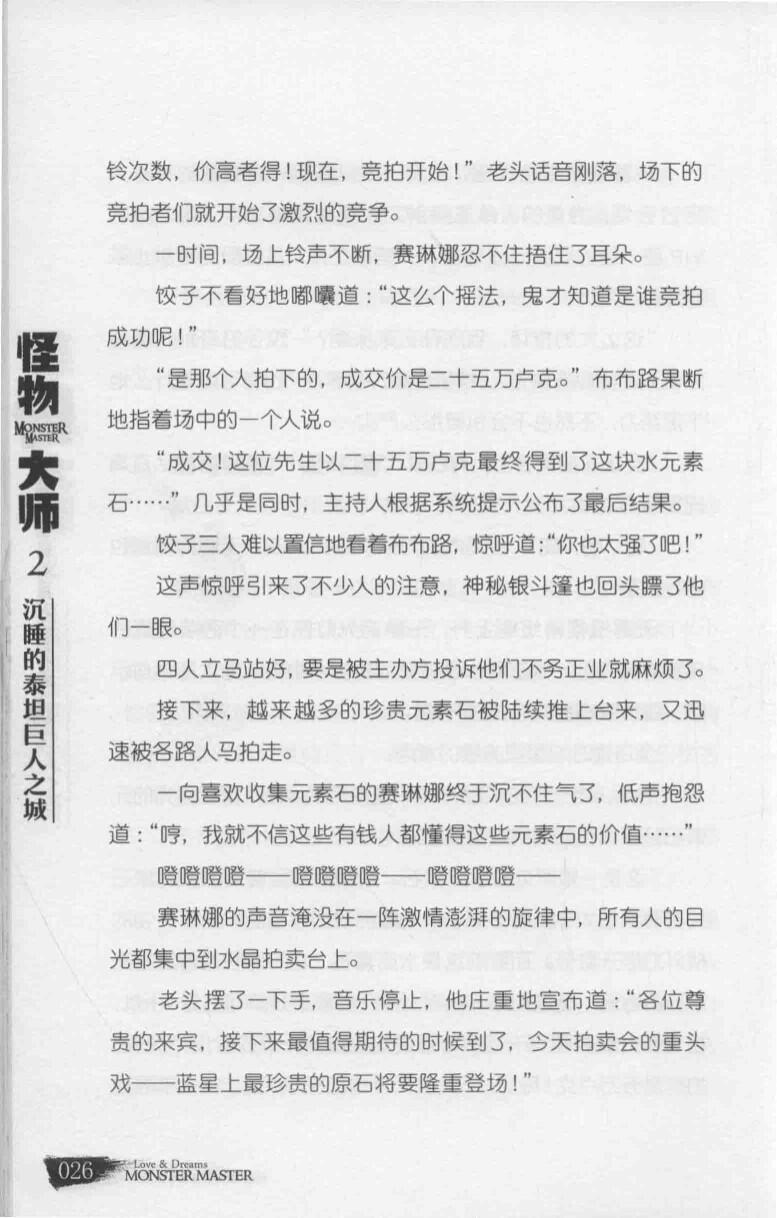 铃次数，价高者得！现在，竞拍开始！”老头话音刚落，场下的
竞拍者们就开始了激烈的竞争。
一时间，场上铃声不断，赛琳娜忍不住捂住了耳朵。
饺子不看好地嘟囔道：“这么个摇法，鬼才知道是谁竞拍
成功呢！”
“是那个人拍下的，成交价是二十五万卢克。”布布路果断
地指着场中的一个人说。
“成交！这位先生以二十五万卢克最终得到了这块水元素
石……”几乎是同时，主持人根据系统提示公布了最后结果。
饺子三人难以置信地看着布布路，惊呼道：“你也太强了吧！”
这声惊呼引来了不少人的注意，神秘银斗篷也回头瞟了他
们一眼。
四人立马站好，要是被主办方投诉他们不务正业就麻烦了。
接下来，越来越多的珍贵元素石被陆续推上台来，又迅
速被各路人马拍走。
一向喜欢收集元素石的赛琳娜终于沉不住气了，低声抱怨
道：“哼，我就不信这些有钱人都懂得这些元素石的价值……”
噔噔噔噔——噔噔噔噔——噔噔噔噔——
赛琳娜的声音淹没在一阵激情澎湃的旋律中，所有人的目
光都集中到水晶拍卖台上。
老头摆了一下手，音乐停止，他庄重地宣布道：“各位尊
贵的来宾，接下来最值得期待的时候到了，今天拍卖会的重头
戏——蓝星上最珍贵的原石将要隆重登场！”
怪物
MONSTER
MASTER
大师
2
沉睡的泰坦巨人之城
026
Love & Dreams
MONSTER MASTER